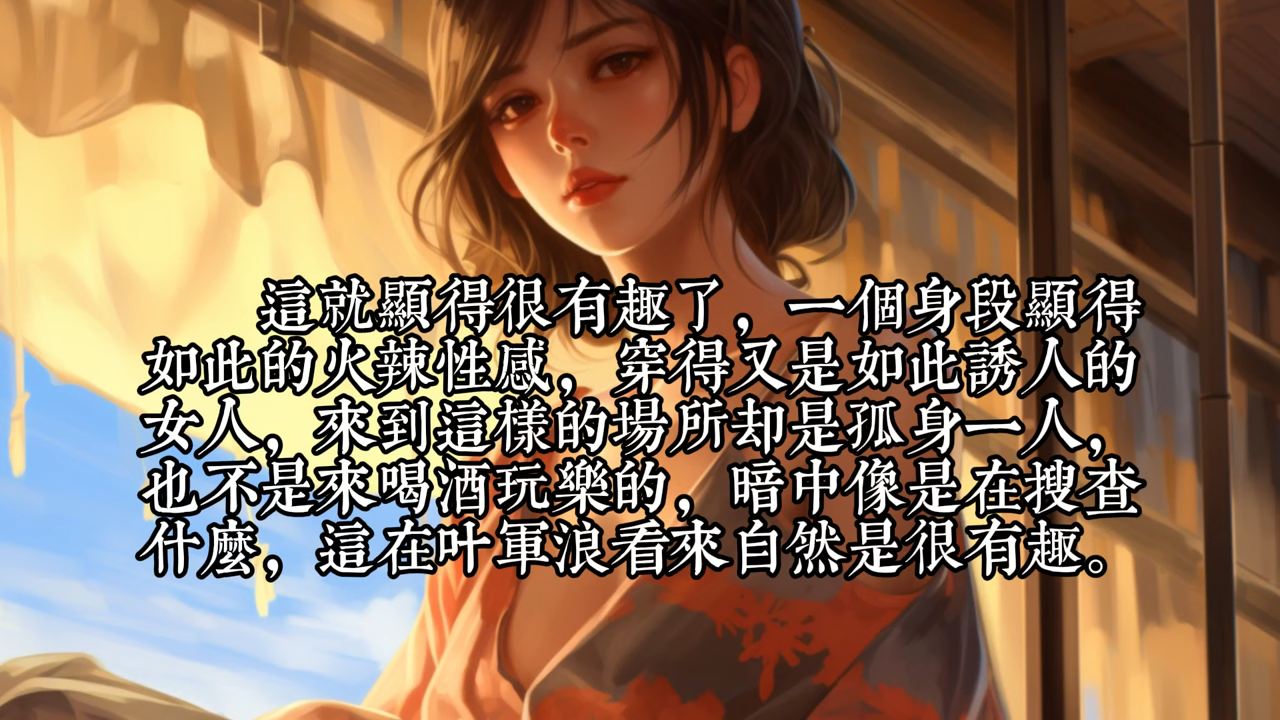 這就顯得很有趣了，一個身段顯得
如此的火辣性感，穿得又是如此誘人的
女人，來到這樣的場所却是孤身一人，
也不是來喝酒玩樂的，暗中像是在搜查
什麼，這在叶軍浪看來自然是很有趣。